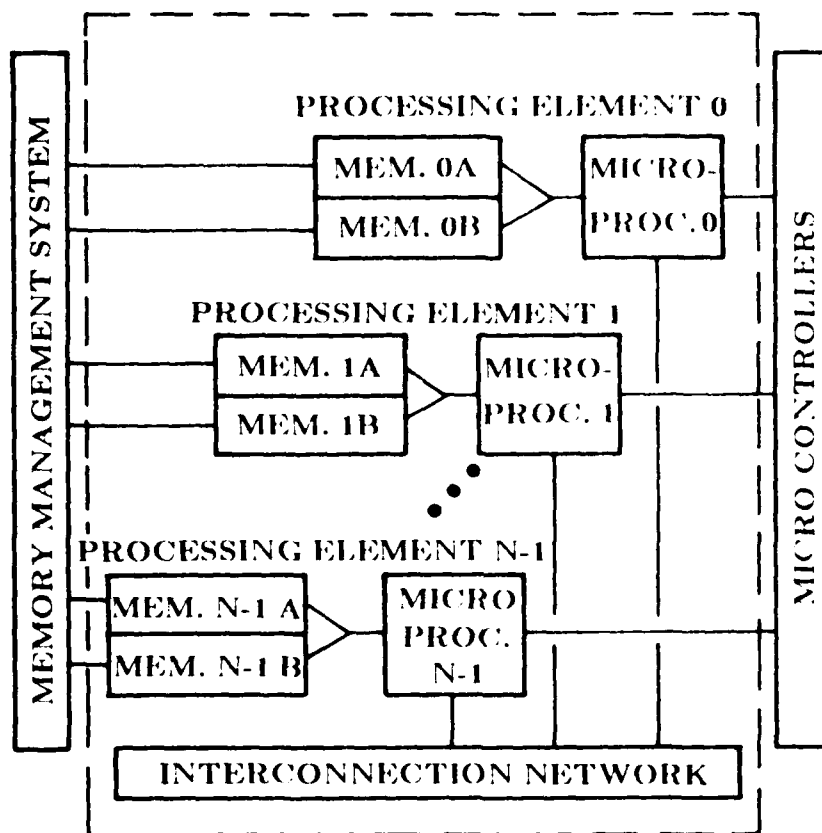 MEMORY MANAGEMENT SYSTEM
PROCESSING ELEMENT 0
MEM. 0A
MEM. 0B
MICRO-
PROC. 0
PROCESSING ELEMENT 1
MEM. 1A
MEM. 1B
MICRO-
PROC. 1
PROCESSING ELEMENT N-1
MEM. N-1 A
MEM. N-1 B
MICRO
PROC.
N-1
INTERCONNECTION NETWORK
MICRO CONTROLLERS